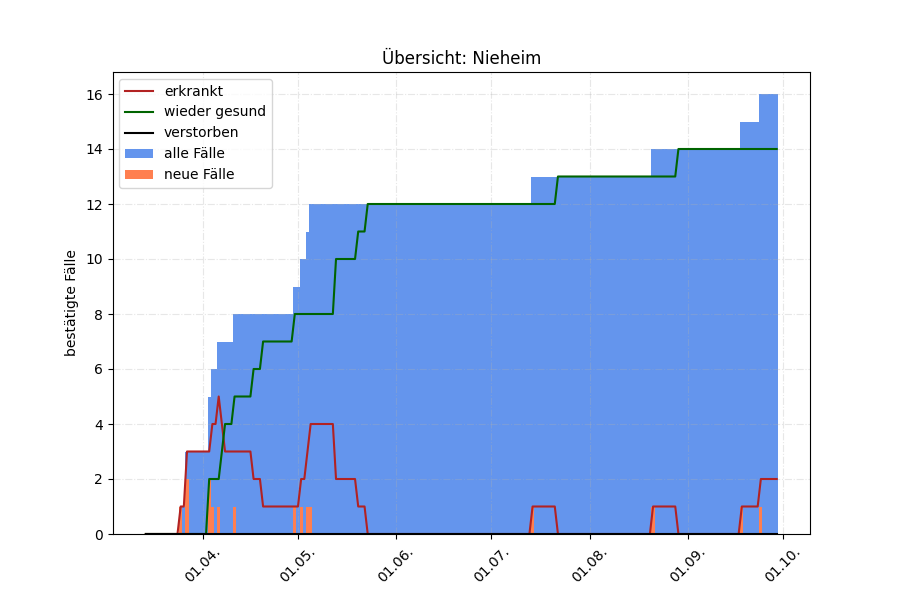 Übersicht: Nieheim
erkrankt
wieder gesund
verstorben
alle Fälle
neue Fälle
bestätigte Fälle
16
14
12
10
8
6
4
2
0
01.04.
01.05.
01.06.
01.07.
01.08.
01.09.
01.10.